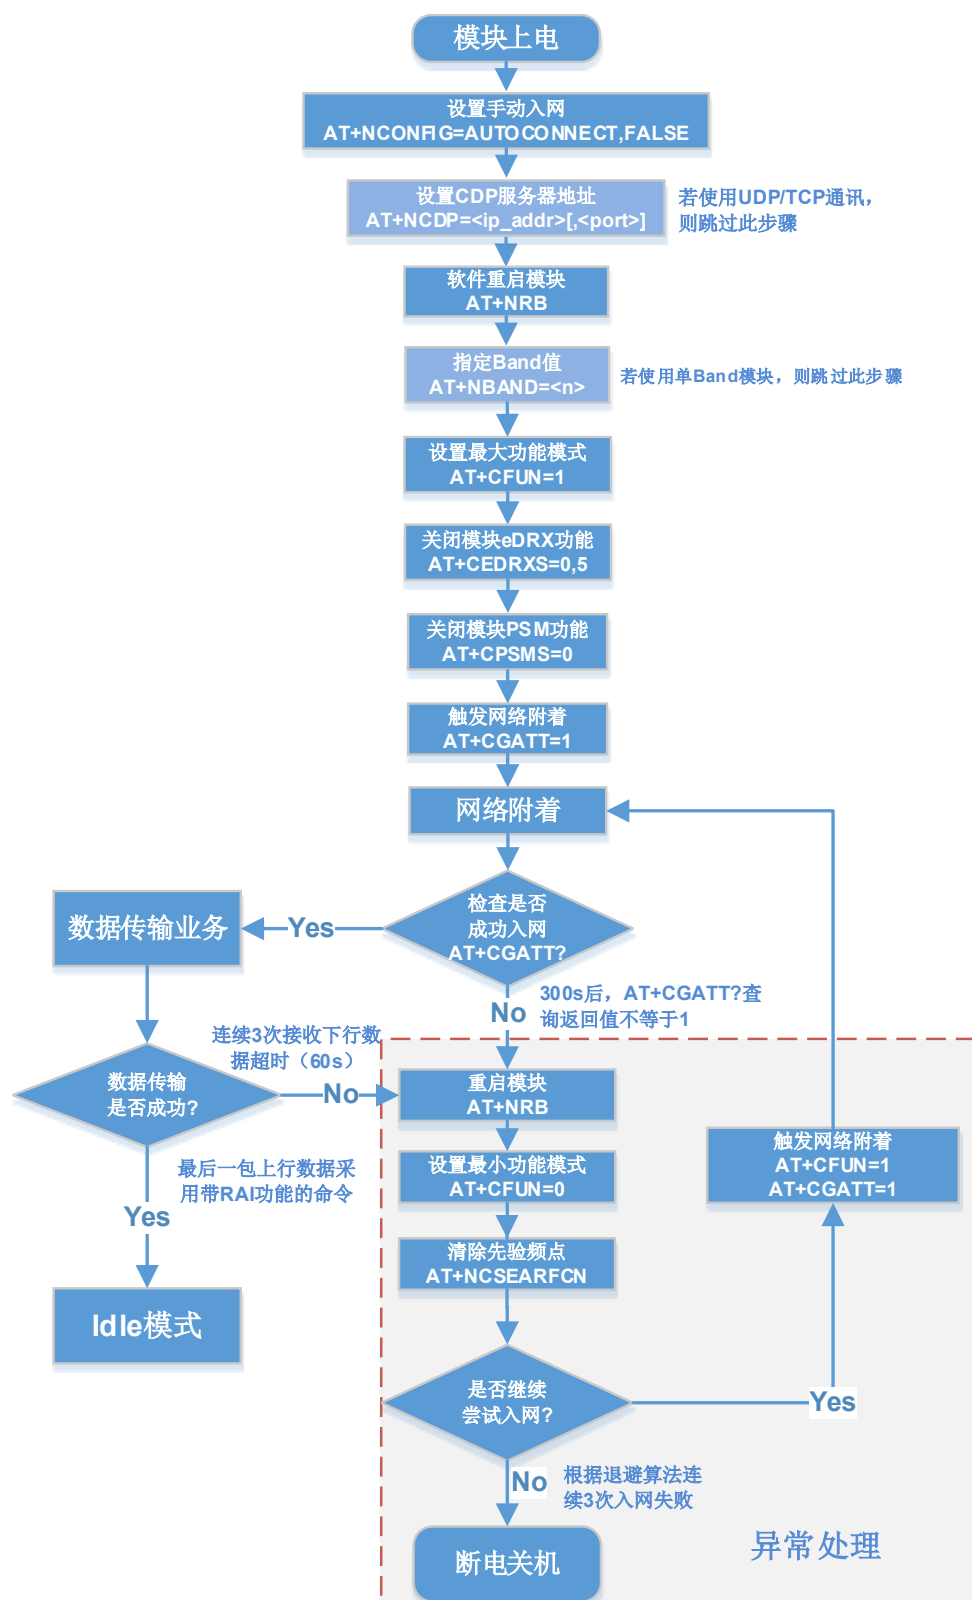 模块上电
设置手动入网
AT+NCONFIG=AUTOCONNECT,FALSE
设置CDP服务器地址
AT+NCDP=<ip_addr>[,<port>]
若使用UDP/TCP通讯，
则跳过此步骤
软件重启模块
AT+NRB
指定Band值
AT+NBAND=<n>
若使用单Band模块，则跳过此步骤
设置最大功能模式
AT+CFUN=1
关闭模块eDRX功能
AT+CEDRXS=0,5
关闭模块PSM功能
AT+CPSMS=0
触发网络附着
AT+CGATT=1
网络附着
检查是否
成功入网
AT+CGATT?
Yes
数据传输业务
No
300s后，AT+CGATT?查
询返回值不等于1
连续3次接收下行数
据超时（60s）
数据传输
是否成功?
No
重启模块
AT+NRB
设置最小功能模式
AT+CFUN=0
清除先验频点
AT+NCSEARFCN
触发网络附着
AT+CFUN=1
AT+CGATT=1
最后一包上行数据采
用带RAI功能的命令
Yes
Idle模式
是否继续
尝试入网?
Yes
No
根据退避算法连
续3次入网失败
断电关机
异常处理